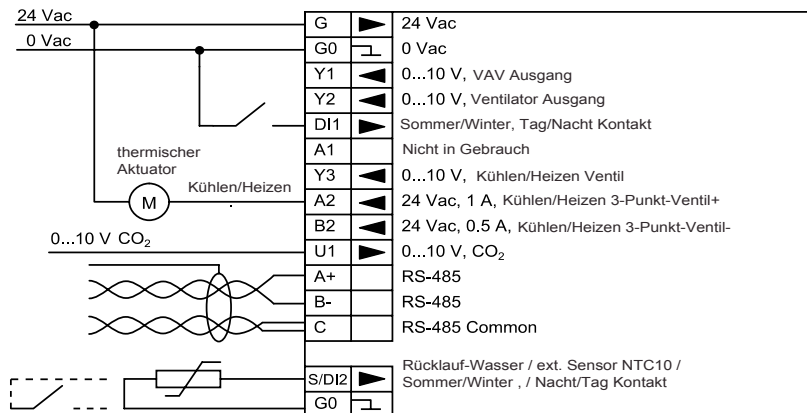 24 Vac
G
24 Vac
0 Vac
G0
0 Vac
Y1
0...10 V, VAV Ausgang
Y2
0...10 V, Ventilator Ausgang
DI1
Sommer/Winter, Tag/Nacht Kontakt
A1
Nicht in Gebrauch
thermischer
Aktuator
M
Kühlen/Heizen
Y3
0...10 V, Kühlen/Heizen Ventil
A2
24 Vac, 1 A, Kühlen/Heizen 3-Punkt-Ventil+
B2
24 Vac, 0.5 A, Kühlen/Heizen 3-Punkt-Ventil-
0...10 V CO₂
U1
0...10 V, CO₂
A+
RS-485
B-
RS-485
C
RS-485 Common
S/DI2
Rücklauf-Wasser / ext. Sensor NTC10 /
Sommer/Winter , / Nacht/Tag Kontakt
G0